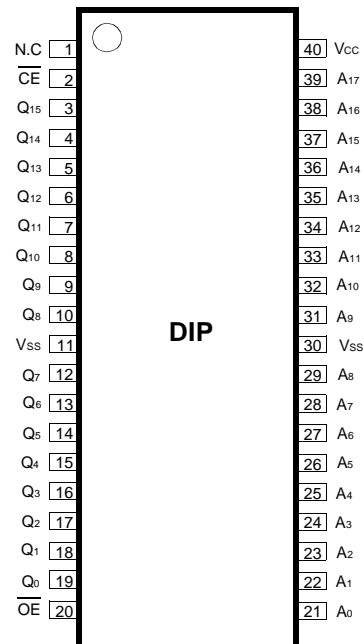 N.C 1 40 VCC
C̅E̅ 2 39 A17
Q15 3 38 A16
Q14 4 37 A15
Q13 5 36 A14
Q12 6 35 A13
Q11 7 34 A12
Q10 8 33 A11
Q9 9 32 A10
Q8 10 31 A9
DIP
VSS 11 30 VSS
Q7 12 29 A8
Q6 13 28 A7
Q5 14 27 A6
Q4 15 26 A5
Q3 16 25 A4
Q2 17 24 A3
Q1 18 23 A2
Q0 19 22 A1
O̅E̅ 20 21 A0